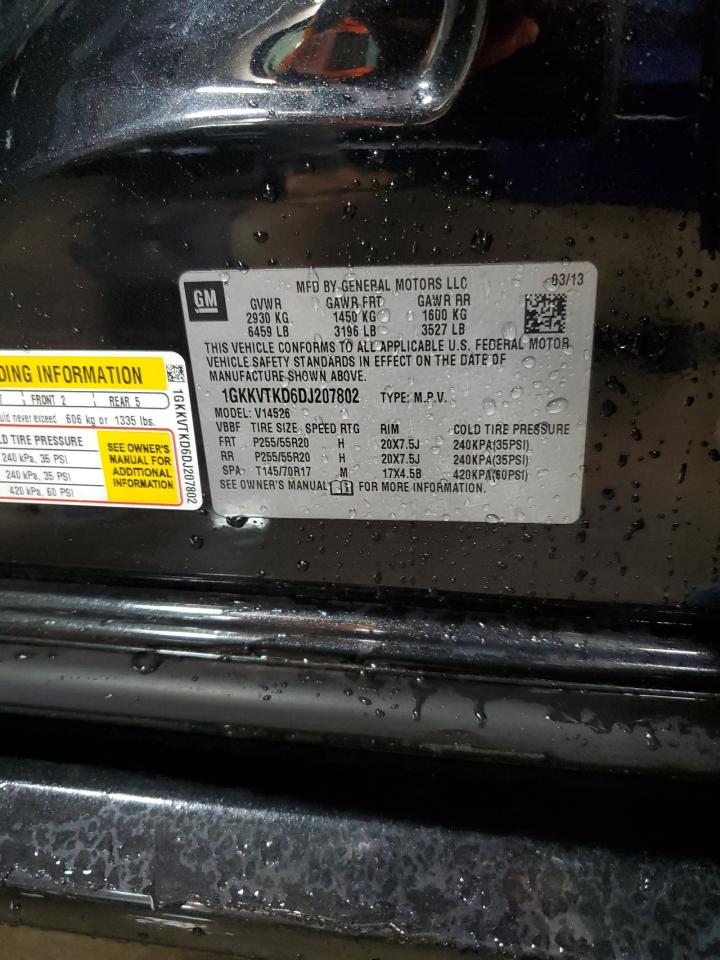 GM
MFD BY GENERAL MOTORS LLC 03/13
GVWR GAWR FRT GAWR RR
2930 KG 1450 KG 1600 KG
6459 LB 3196 LB 3527 LB
THIS VEHICLE CONFORMS TO ALL APPLICABLE U.S. FEDERAL MOTOR
VEHICLE SAFETY STANDARDS IN EFFECT ON THE DATE OF
MANUFACTURE SHOWN ABOVE.
1GKKVTKD6DJ207802 TYPE: M.P.V.
MODEL: V14526
VBBF TIRE SIZE SPEED RTG RIM COLD TIRE PRESSURE
FRT P255/55R20 H 20X7.5J 240KPA(35PSI)
RR P255/55R20 H 20X7.5J 240KPA(35PSI)
SPA T145/70R17 M 17X4.5B 420KPA(60PSI)
SEE OWNER'S MANUAL FOR MORE INFORMATION.
DING INFORMATION
FRONT 2 REAR 5
ould never exceed 606 kg or 1335 lbs.
LD TIRE PRESSURE
240 kPa, 35 PSI
240 kPa, 35 PSI
420 kPa, 60 PSI
SEE OWNER'S
MANUAL FOR
ADDITIONAL
INFORMATION
1GKKVTKD6DJ207802